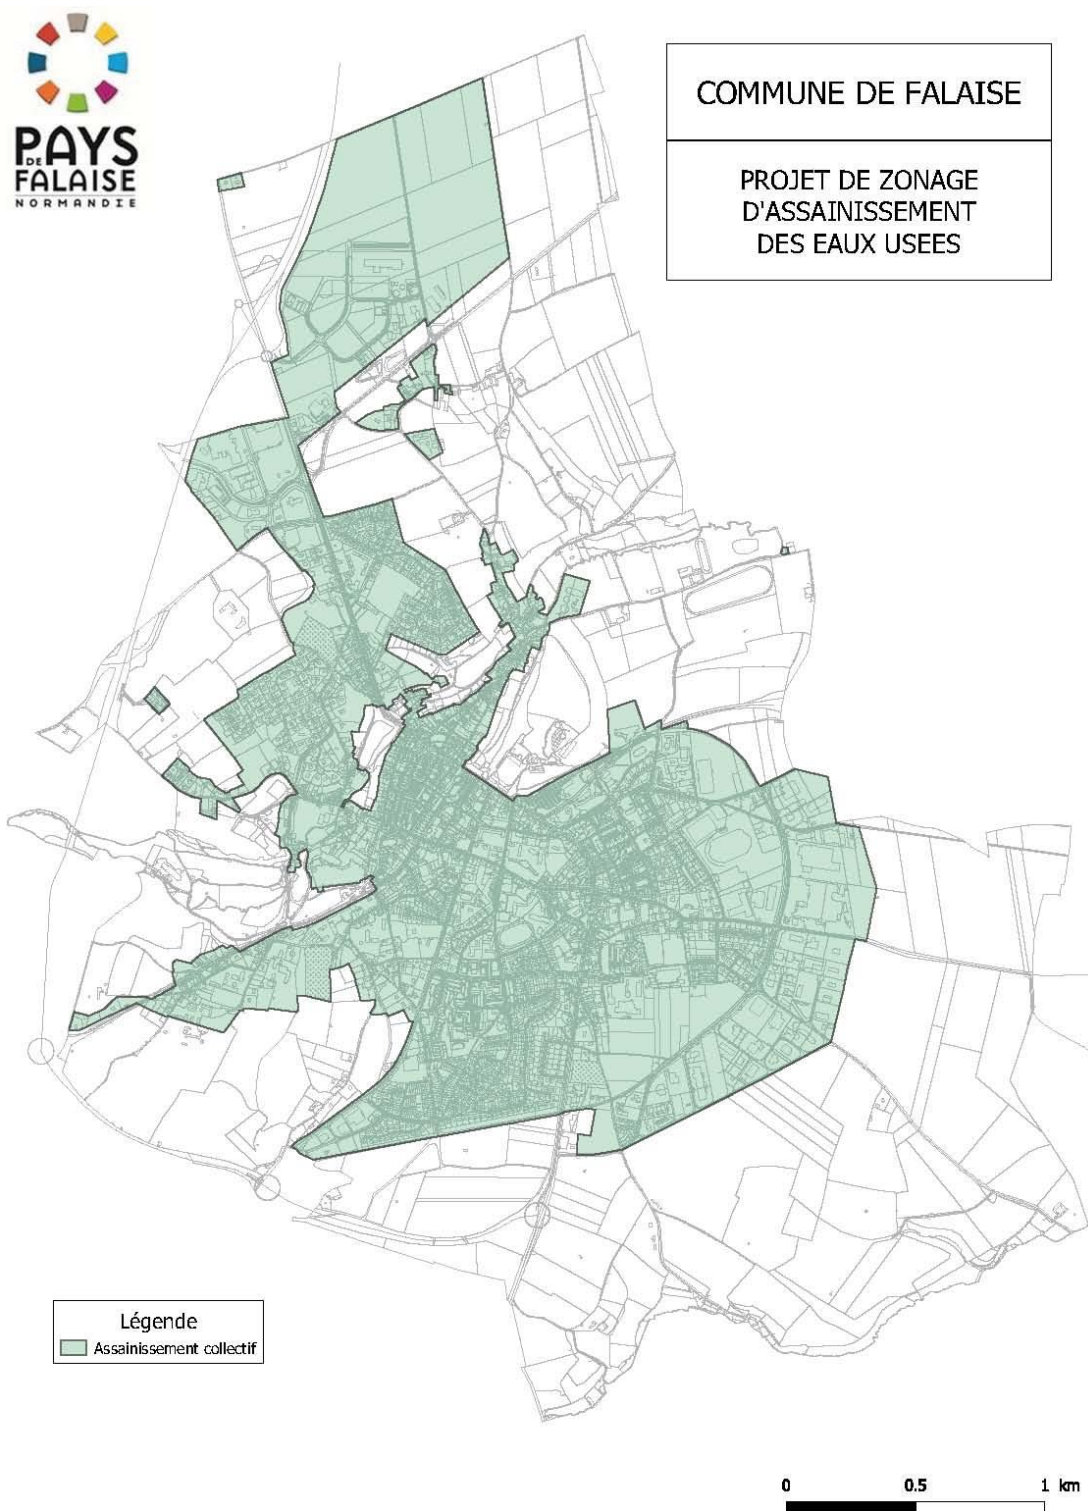 PAYS
DE
FALAISE
NORMANDIE
COMMUNE DE FALAISE
PROJET DE ZONAGE
D'ASSAINISSEMENT
DES EAUX USEES
Légende
Assainissement collectif
0 0.5 1 km